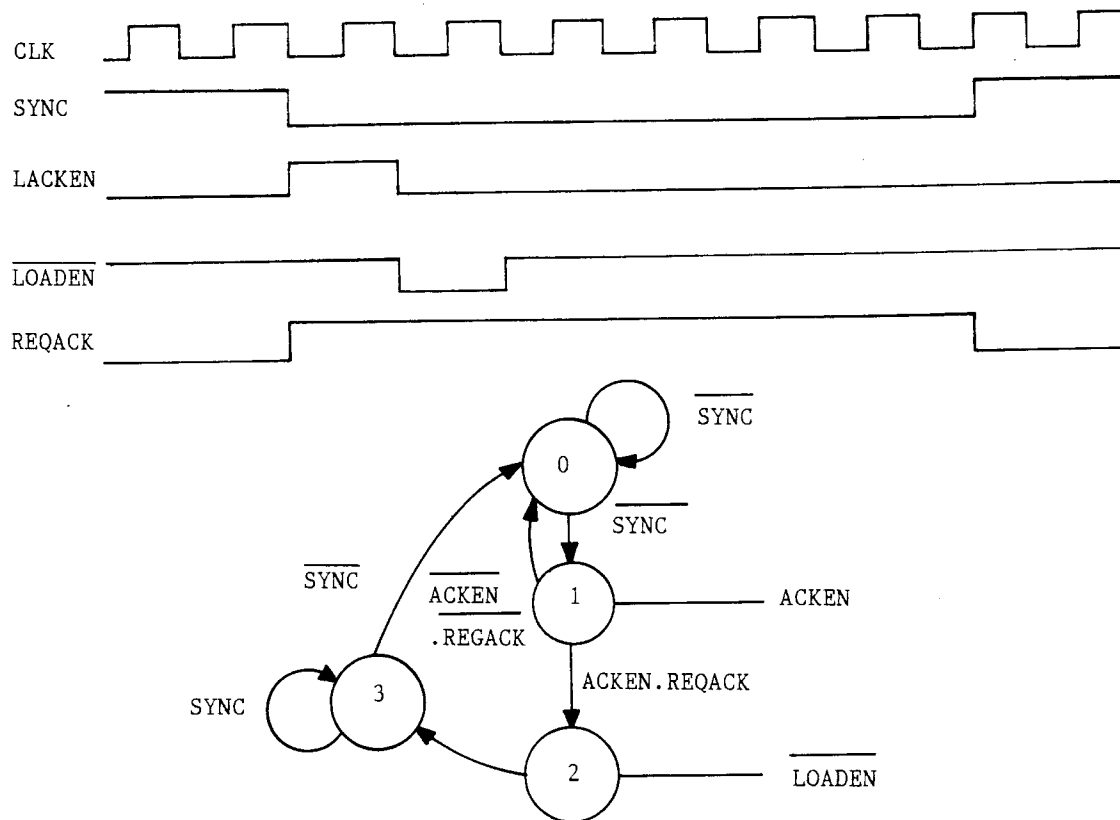 CLK
SYNC
LACKEN
LOADEN
REQACK
SYNC
0
SYNC
SYNC
ACKEN
.REGACK
1
ACKEN
ACKEN.REQACK
SYNC
3
2
LOADEN